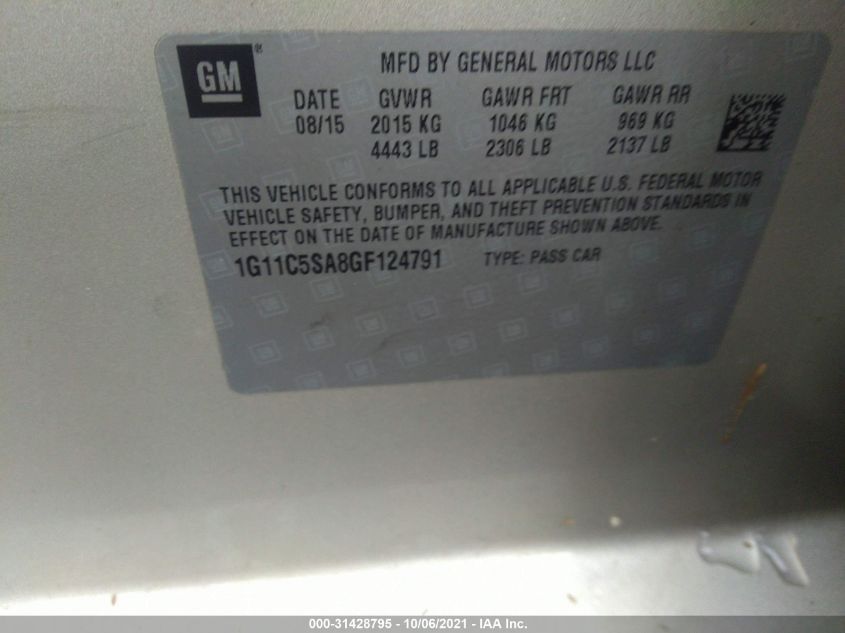 GM ®
MFD BY GENERAL MOTORS LLC
DATE GVWR GAWR FRT GAWR RR
08/15 2015 KG 1046 KG 969 KG
4443 LB 2306 LB 2137 LB
THIS VEHICLE CONFORMS TO ALL APPLICABLE U.S. FEDERAL MOTOR
VEHICLE SAFETY, BUMPER, AND THEFT PREVENTION STANDARDS IN
EFFECT ON THE DATE OF MANUFACTURE SHOWN ABOVE.
1G11C5SA8GF124791 TYPE: PASS CAR
000-31428795 - 10/06/2021 - IAA Inc.